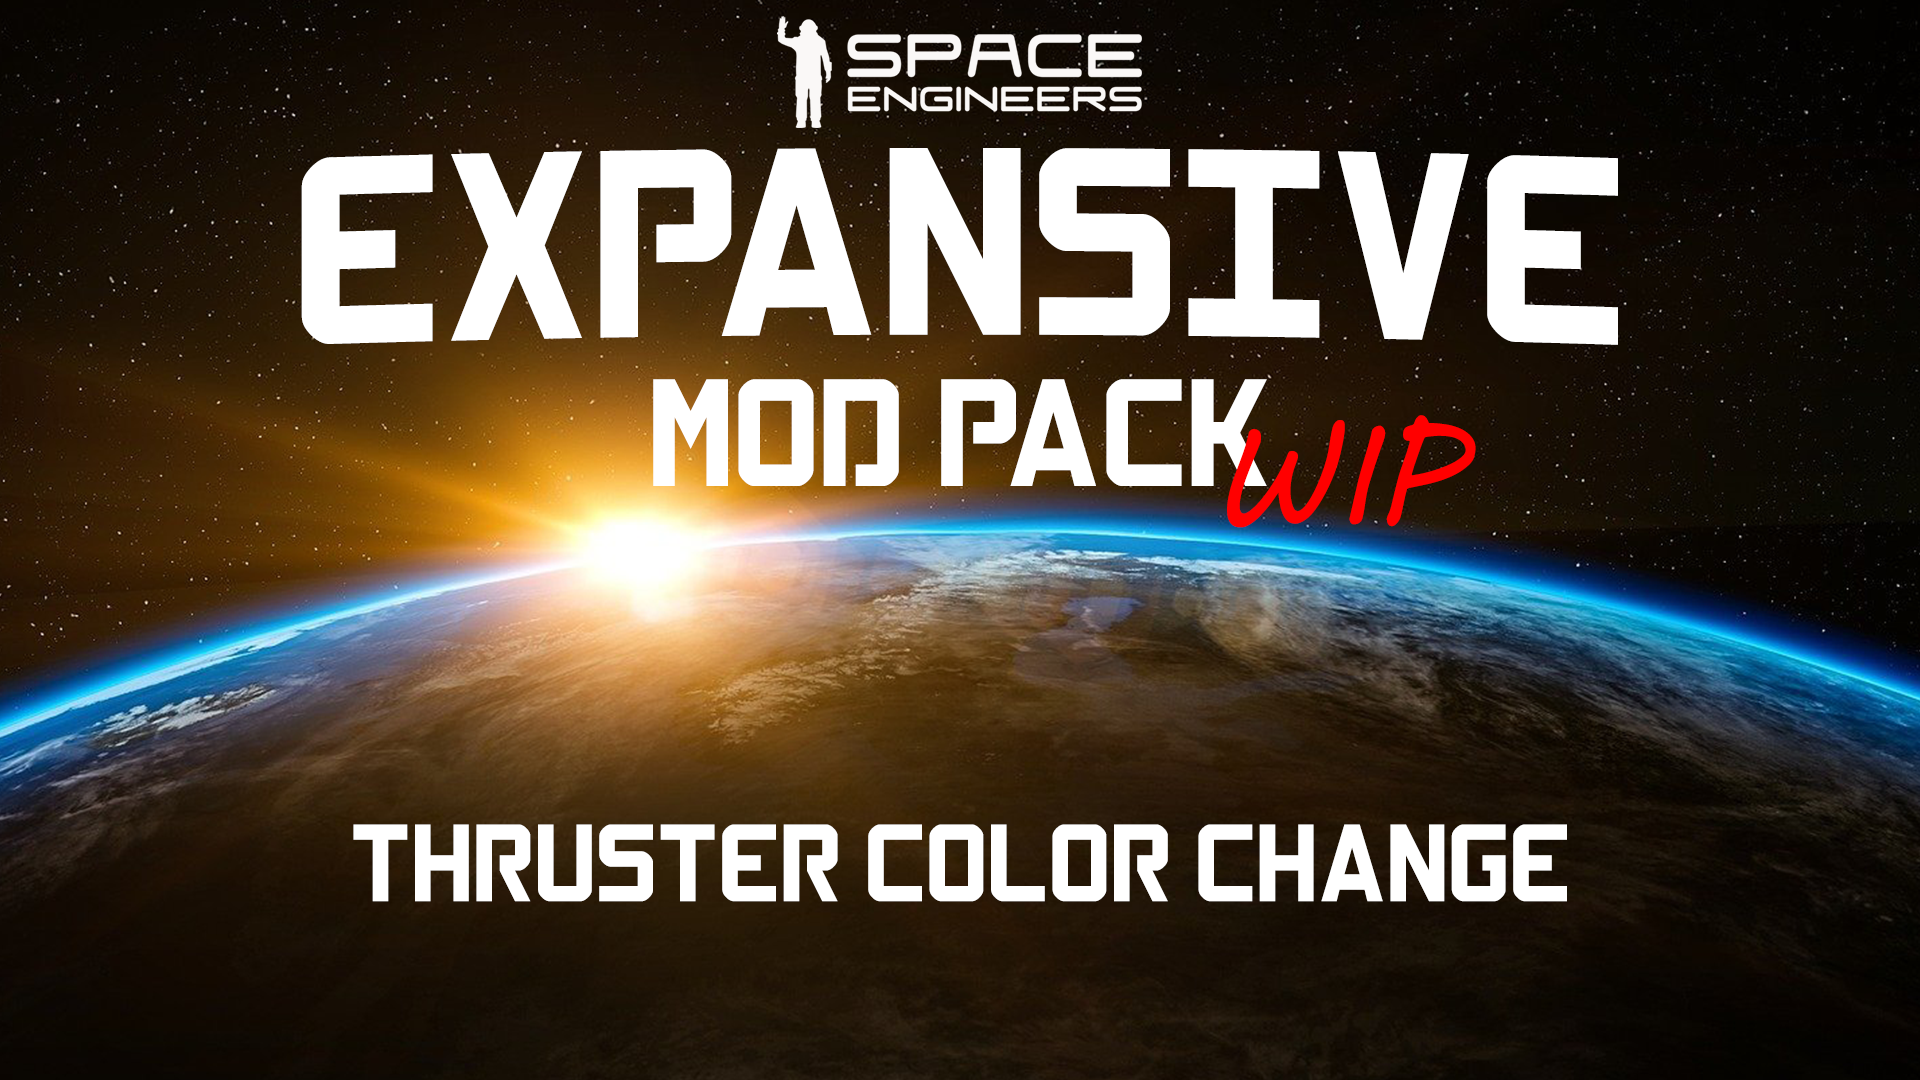 SPACE
ENGINEERS
EXPANSIVE
MOD PACK
WIP
THRUSTER COLOR CHANGE